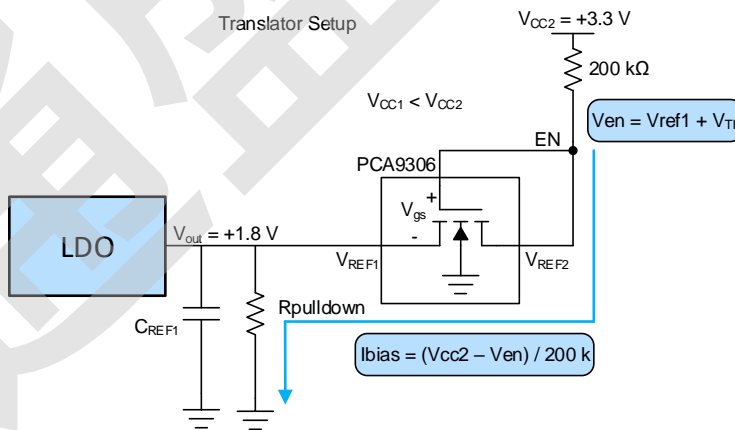 Translator Setup
VCC2 = +3.3 V
200 kΩ
VCC1 < VCC2
Ven = Vref1 + VTH
EN
PCA9306
+
Vgs
-
LDO
Vout = +1.8 V
VREF1
VREF2
Rpulldown
CREF1
Ibias = (Vcc2 – Ven) / 200 k